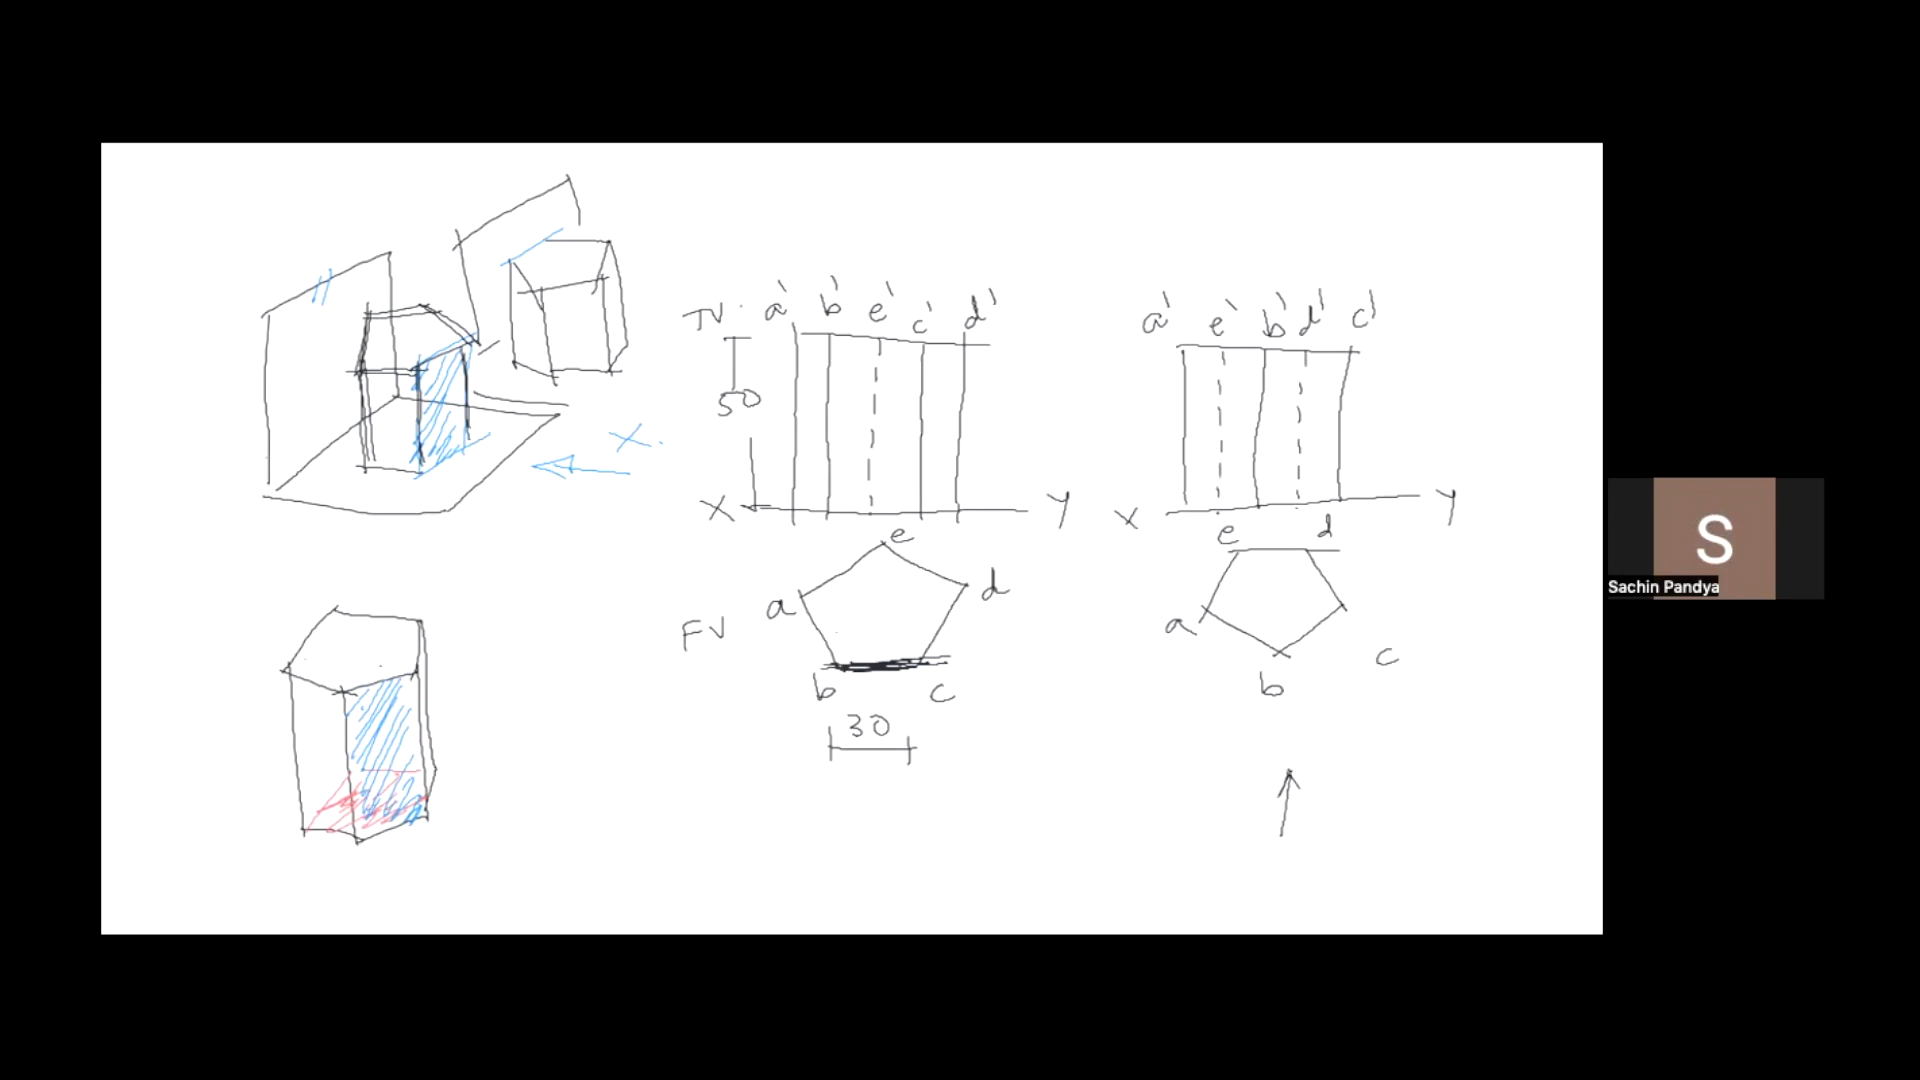 TV. a' b' e' c' d'
50
X Y
e
a d
FV
b c
30
a' e' b' d' c'
X Y
e d
a
b c
X.
S
Sachin Pandya